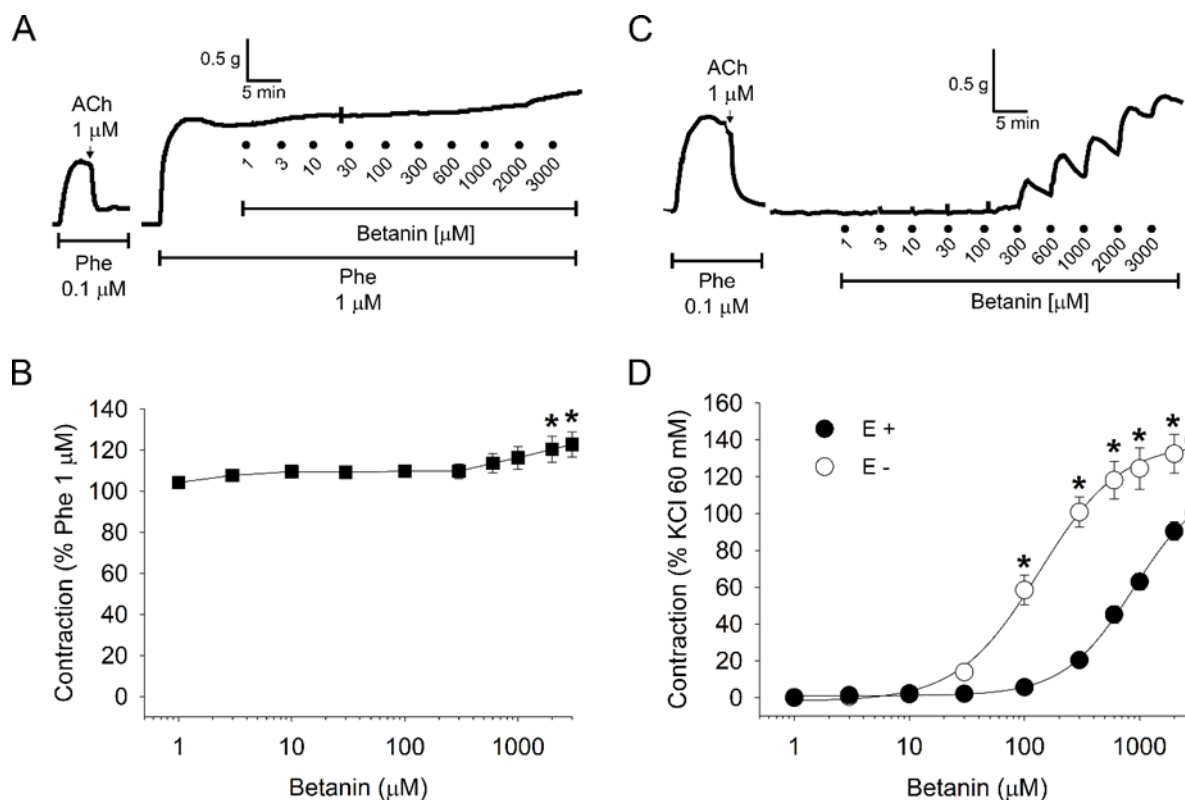 A
0.5 g
5 min
ACh
1 µM
1
3
10
30
100
300
600
1000
2000
3000
Betanin [µM]
Phe
0.1 µM
Phe
1 µM
C
ACh
1 µM
0.5 g
5 min
1
3
10
30
100
300
600
1000
2000
3000
Phe
0.1 µM
Betanin [µM]
B
Contraction (% Phe 1 µM)
140
120
100
80
60
40
20
0
* *
1 10 100 1000
Betanin (µM)
D
Contraction (% KCl 60 mM)
160
140
120
100
80
60
40
20
0
E +
E -
* * * * *
1 10 100 1000
Betanin (µM)